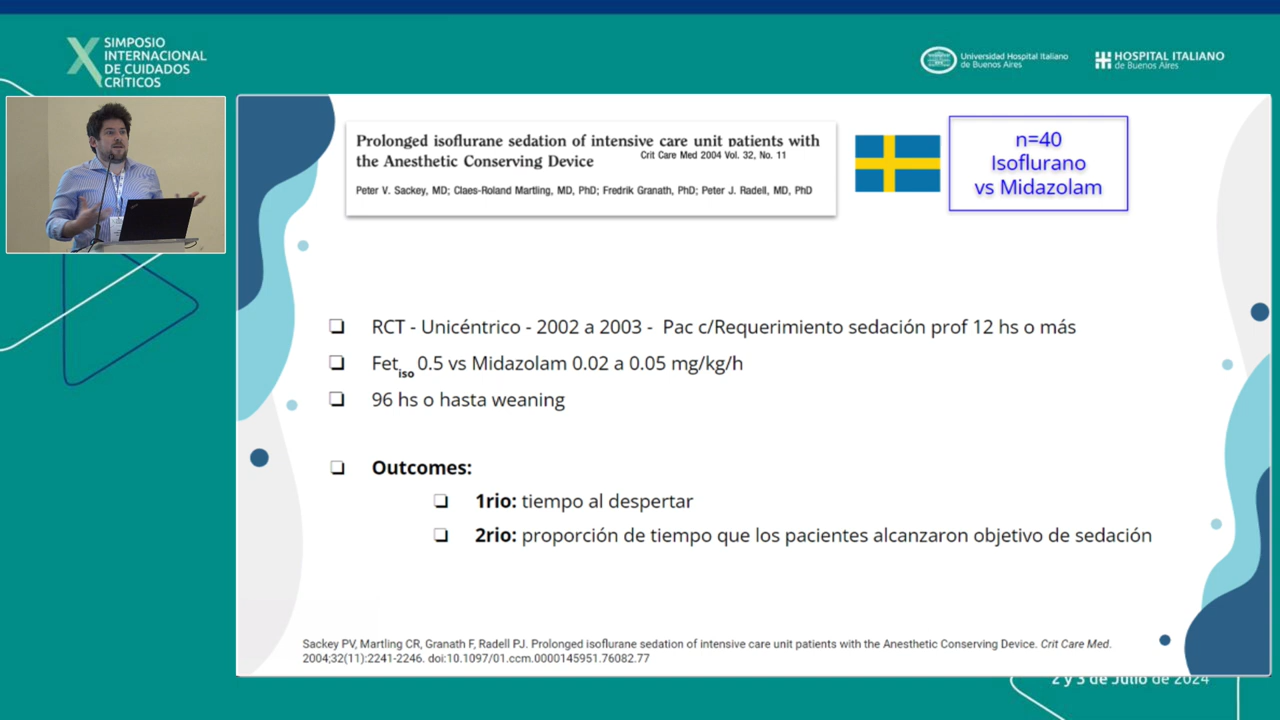 X SIMPOSIO
INTERNACIONAL
DE CUIDADOS
CRÍTICOS
Universidad Hospital Italiano
de Buenos Aires
HOSPITAL ITALIANO
de Buenos Aires
Prolonged isoflurane sedation of intensive care unit patients with
the Anesthetic Conserving Device
Crit Care Med 2004 Vol. 32, No. 11
Peter V. Sackey, MD; Claes-Roland Martling, MD, PhD; Fredrik Granath, PhD; Peter J. Radell, MD, PhD
n=40
Isoflurano
vs Midazolam
RCT - Unicéntrico - 2002 a 2003 - Pac c/Requerimiento sedación prof 12 hs o más
Fet iso 0.5 vs Midazolam 0.02 a 0.05 mg/kg/h
96 hs o hasta weaning
Outcomes:
1rio: tiempo al despertar
2rio: proporción de tiempo que los pacientes alcanzaron objetivo de sedación
Sackey PV, Martling CR, Granath F, Radell PJ. Prolonged isoflurane sedation of intensive care unit patients with the Anesthetic Conserving Device. Crit Care Med.
2004;32(11):2241-2246. doi:10.1097/01.ccm.0000145951.76082.77
2 y 3 de Julio de 2024